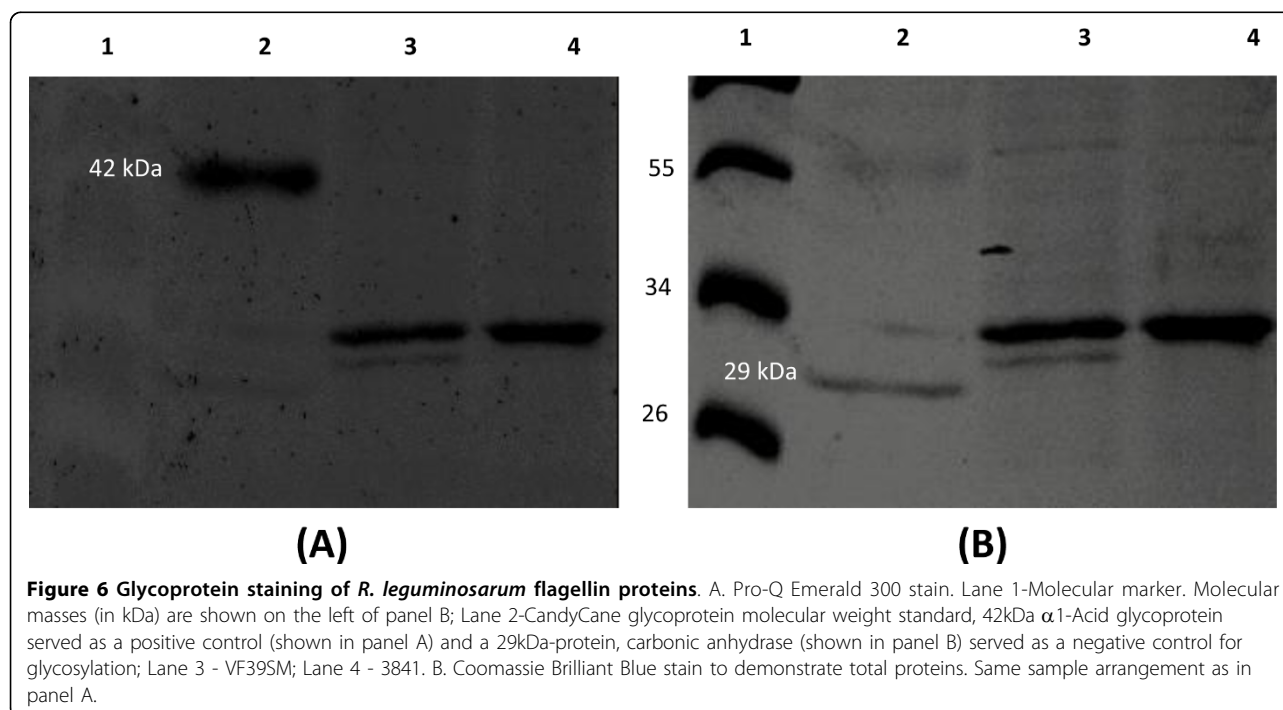 1 2 3 4 1 2 3 4
42 kDa
55
34
29 kDa
26
(A) (B)
Figure 6 Glycoprotein staining of R. leguminosarum flagellin proteins. A. Pro-Q Emerald 300 stain. Lane 1-Molecular marker. Molecular
masses (in kDa) are shown on the left of panel B; Lane 2-CandyCane glycoprotein molecular weight standard, 42kDa α1-Acid glycoprotein
served as a positive control (shown in panel A) and a 29kDa-protein, carbonic anhydrase (shown in panel B) served as a negative control for
glycosylation; Lane 3 - VF39SM; Lane 4 - 3841. B. Coomassie Brilliant Blue stain to demonstrate total proteins. Same sample arrangement as in
panel A.